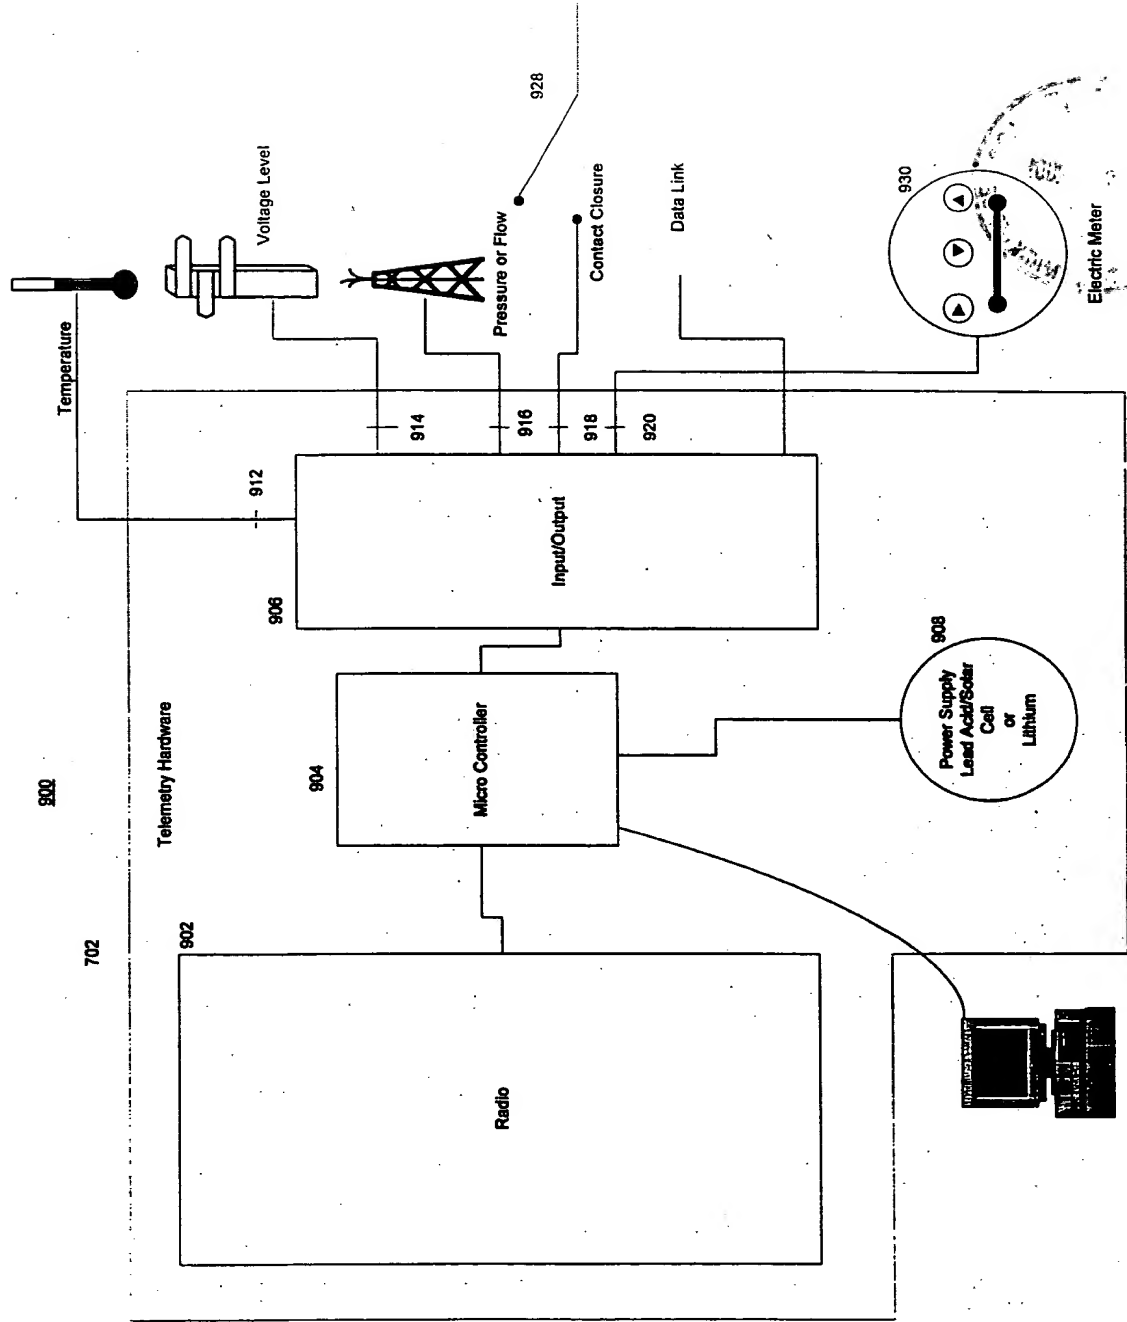 900
702
Telemetry Hardware
902
Radio
904
Micro Controller
906
Input/Output
908
Power Supply
Lead Acid/Solar
Cell
or
Lithium
912
914
916
918
920
Temperature
Voltage Level
Pressure or Flow
928
Contact Closure
Data Link
930
Electric Meter